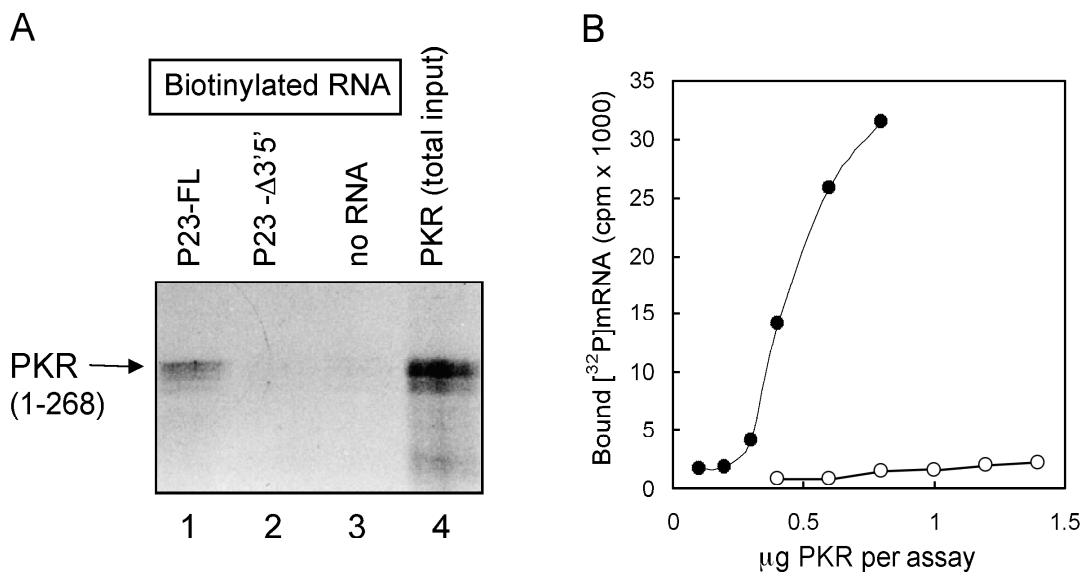 A
Biotinylated RNA
P23-FL
P23 -Δ3'5'
no RNA
PKR (total input)
PKR
(1-268)
1 2 3 4
B
Bound [³²P]mRNA (cpm x 1000)
35
30
25
20
15
10
5
0
0 0.5 1 1.5
μg PKR per assay